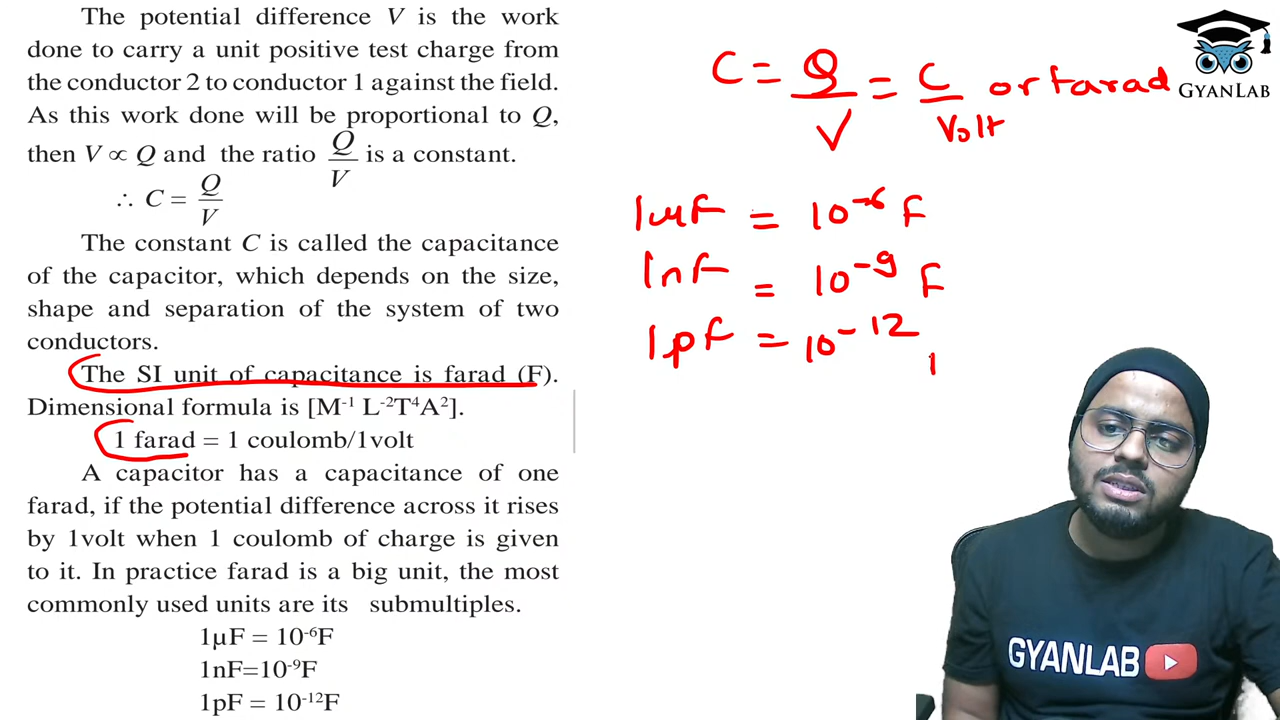 The potential difference V is the work
done to carry a unit positive test charge from
the conductor 2 to conductor 1 against the field.
As this work done will be proportional to Q,
then V ∝ Q and the ratio Q/V is a constant.
∴ C = Q/V
The constant C is called the capacitance
of the capacitor, which depends on the size,
shape and separation of the system of two
conductors.
The SI unit of capacitance is farad (F).
Dimensional formula is [M⁻¹ L⁻²T⁴A²].
1 farad = 1 coulomb/1volt
A capacitor has a capacitance of one
farad, if the potential difference across it rises
by 1volt when 1 coulomb of charge is given
to it. In practice farad is a big unit, the most
commonly used units are its submultiples.
1µF = 10⁻⁶F
1nF=10⁻⁹F
1pF = 10⁻¹²F
C = Q/V = C/Volt or farad
1µF = 10⁻⁶ F
1nF = 10⁻⁹ F
1pF = 10⁻¹²
GYANLAB
GYANLAB